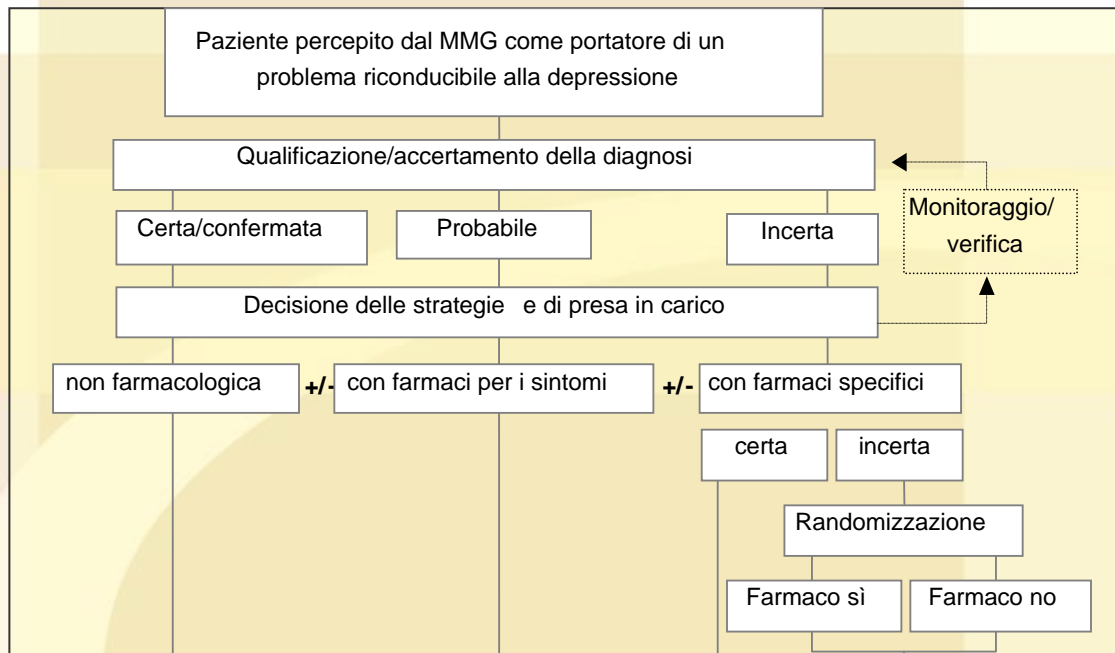 Paziente percepito dal MMG come portatore di un
problema riconducibile alla depressione
Qualificazione/accertamento della diagnosi
Certa/confermata
Probabile
Incerta
Monitoraggio/
verifica
Decisione delle strategie e di presa in carico
non farmacologica
+/-
con farmaci per i sintomi
+/-
con farmaci specifici
certa
incerta
Randomizzazione
Farmaco sì
Farmaco no